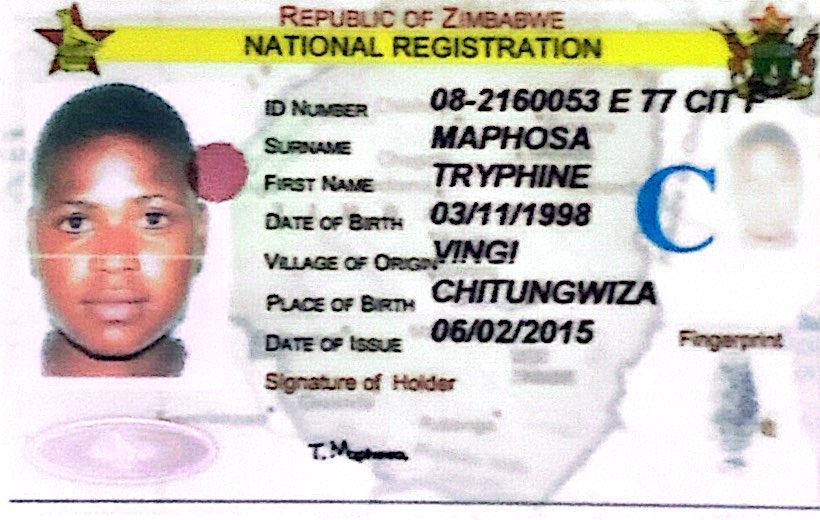 REPUBLIC OF ZIMBABWE
NATIONAL REGISTRATION
ID NUMBER 08-2160053 E 77 CIT F
SURNAME MAPHOSA
FIRST NAME TRYPHINE
DATE OF BIRTH 03/11/1998
VILLAGE OF ORIGIN VINGI
PLACE OF BIRTH CHITUNGWIZA
DATE OF ISSUE 06/02/2015
C
Fingerprint
Signature of Holder
T. Maphosa